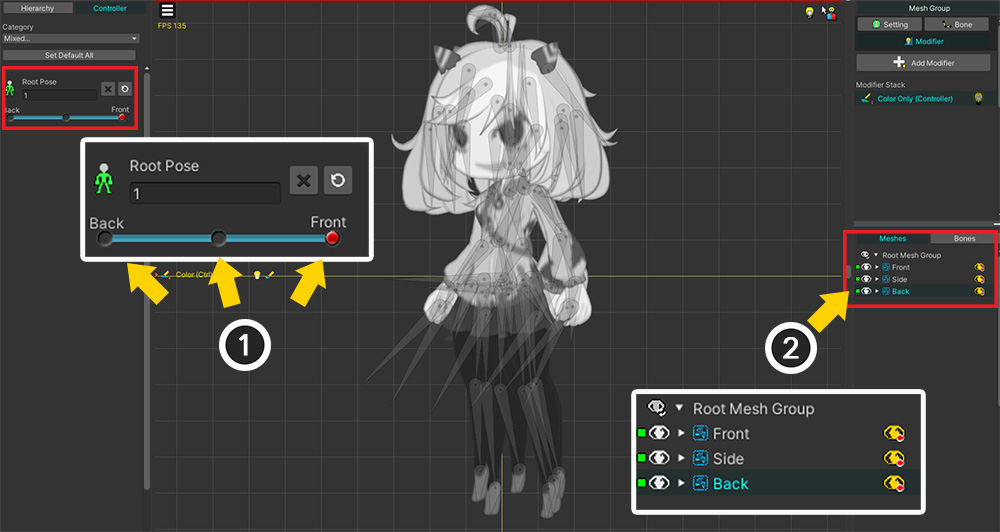 Hierarchy
Controller
Category
Mixed...
Set Default All
Root Pose
1
Back
Front
FPS 135
Root Pose
1
Back
Front
Color (Ctrl)
1
Mesh Group
Setting
Bone
Modifier
Add Modifier
Modifier Stack
Color Only (Controller)
Meshes
Bones
Root Mesh Group
Front
Side
Back
2
Root Mesh Group
Front
Side
Back